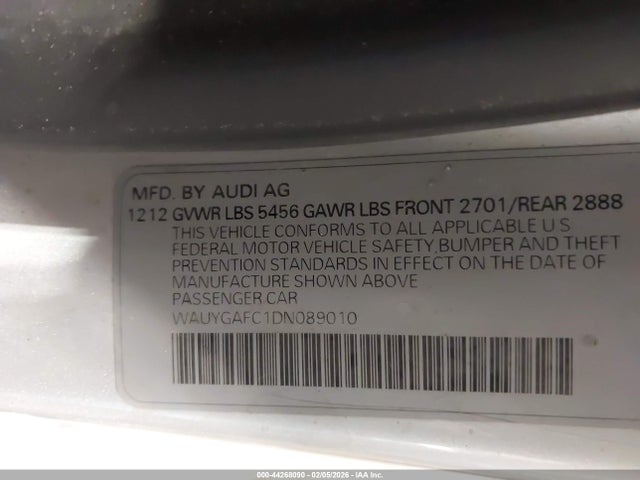 MFD. BY AUDI AG
1212 GVWR LBS 5456 GAWR LBS FRONT 2701/REAR 2888
THIS VEHICLE CONFORMS TO ALL APPLICABLE U S
FEDERAL MOTOR VEHICLE SAFETY,BUMPER AND THEFT
PREVENTION STANDARDS IN EFFECT ON THE DATE OF
MANUFACTURE SHOWN ABOVE
PASSENGER CAR
WAUYGAFC1DN089010
000-44268090 - 02/05/2026 - IAA Inc.